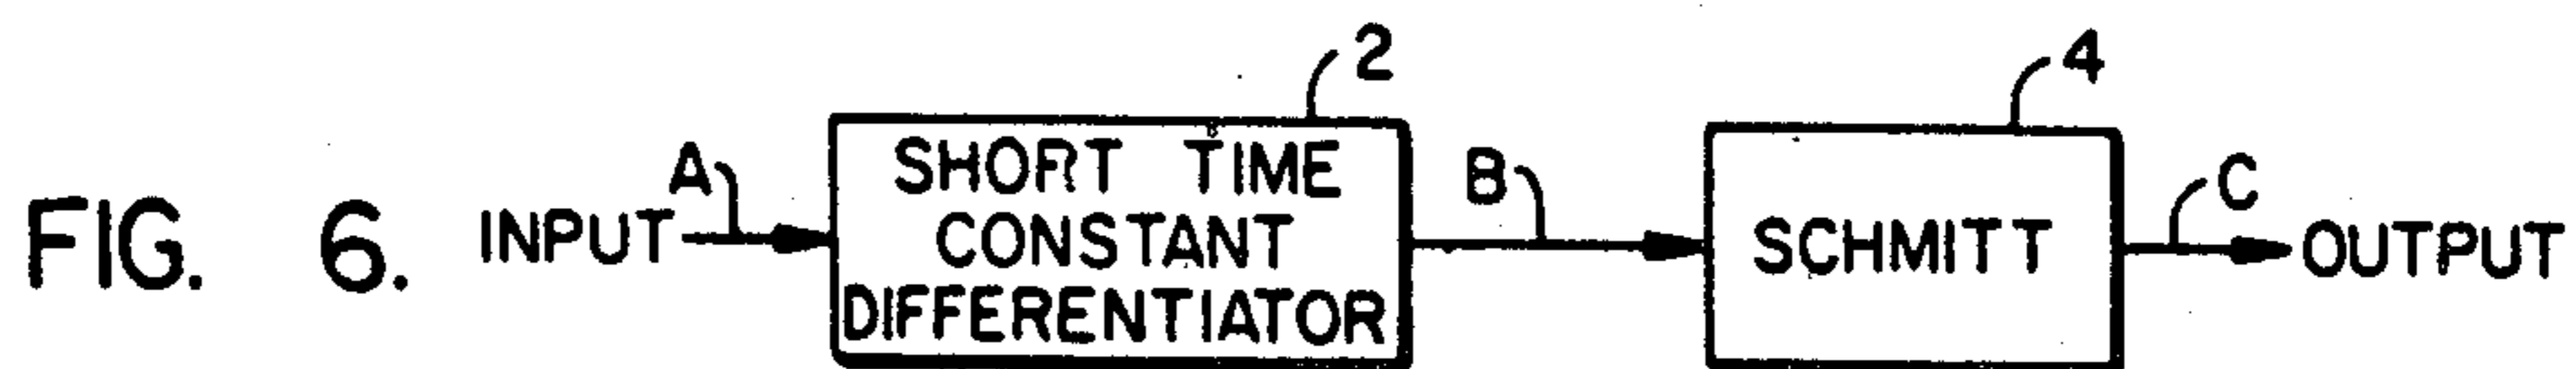 2
4
A
B
C
SHORT TIME
CONSTANT
DIFFERENTIATOR
FIG. 6.
INPUT
SCHMITT
OUTPUT